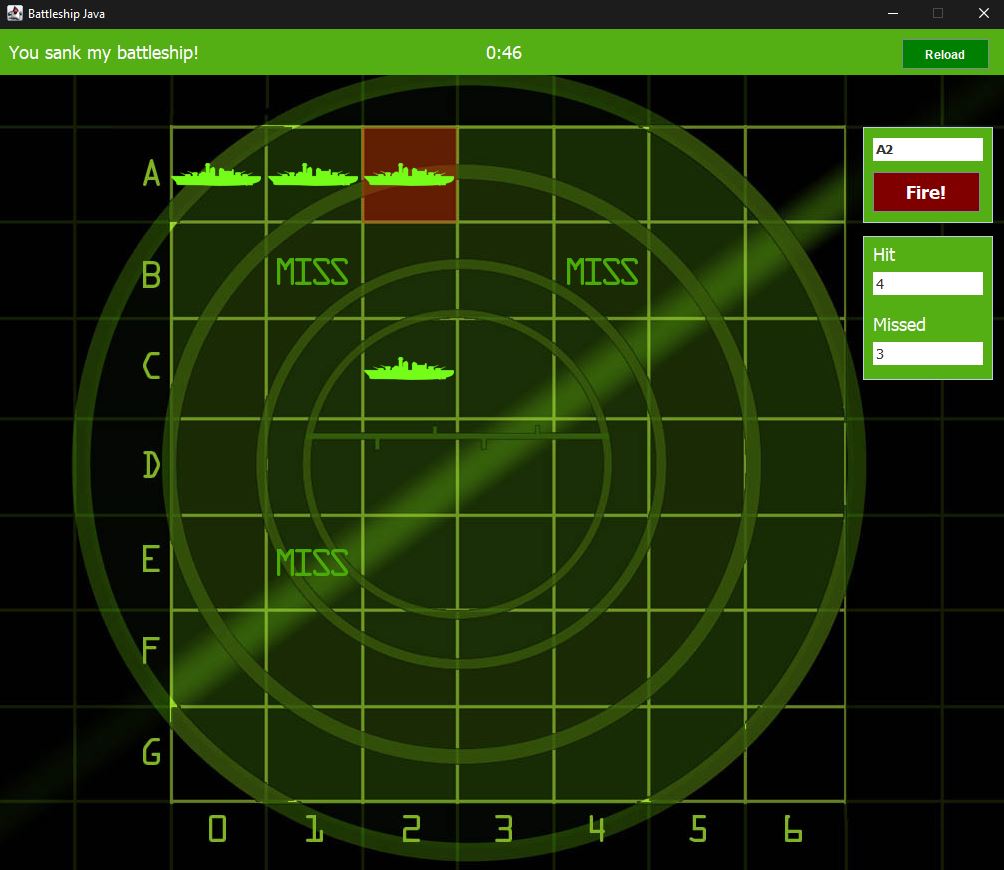 Battleship Java
You sank my battleship!
0:46
Reload
A
A2
Fire!
B
MISS
MISS
Hit
4
Missed
3
C
D
E
MISS
F
G
0 1 2 3 4 5 6